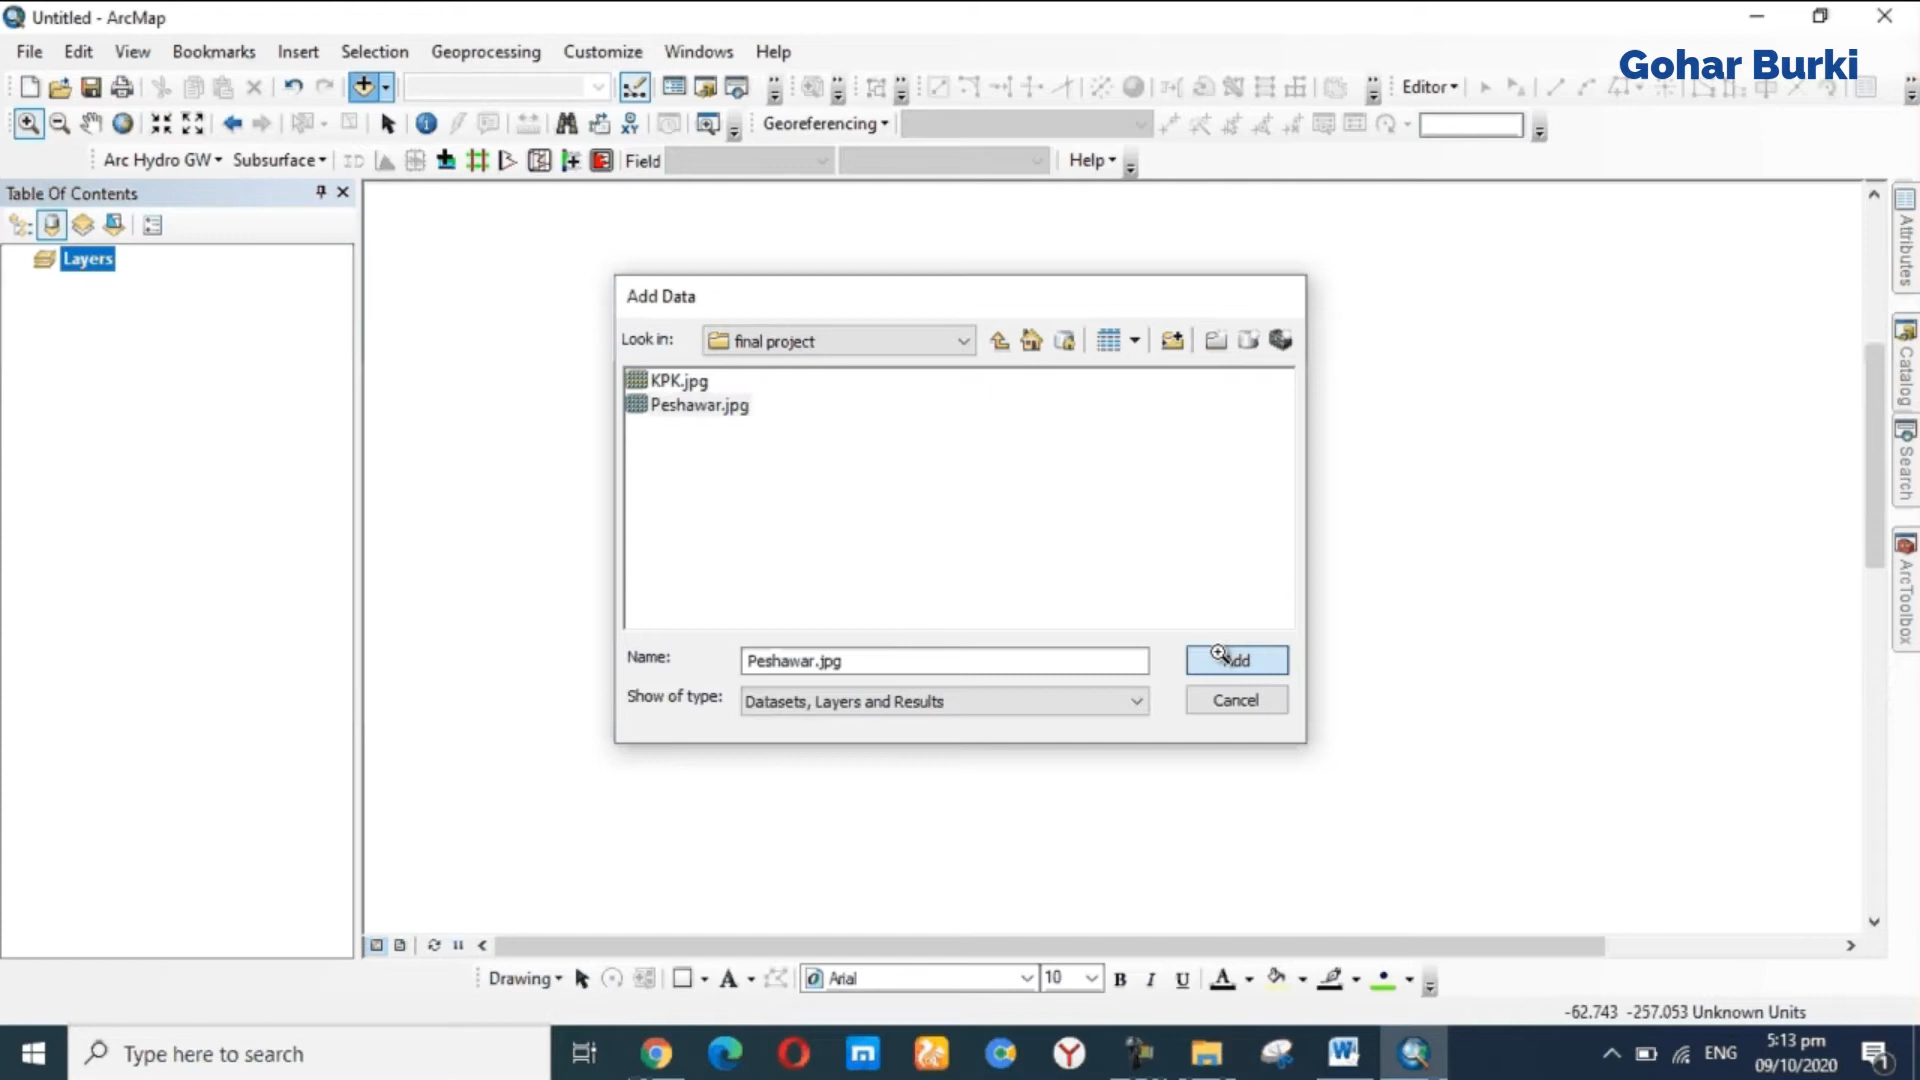 Untitled - ArcMap
File Edit View Bookmarks Insert Selection Geoprocessing Customize Windows Help
Gohar Burki
Editor
Georeferencing
Arc Hydro GW Subsurface ID Field Help
Table Of Contents
Layers
Add Data
Look in: final project
KPK.jpg
Peshawar.jpg
Name: Peshawar.jpg Add
Show of type: Datasets, Layers and Results Cancel
Attributes
Catalog
Search
ArcToolbox
Drawing A Arial 10 B I U A
-62.743 -257.053 Unknown Units
Type here to search
ENG
5:13 pm
09/10/2020
1